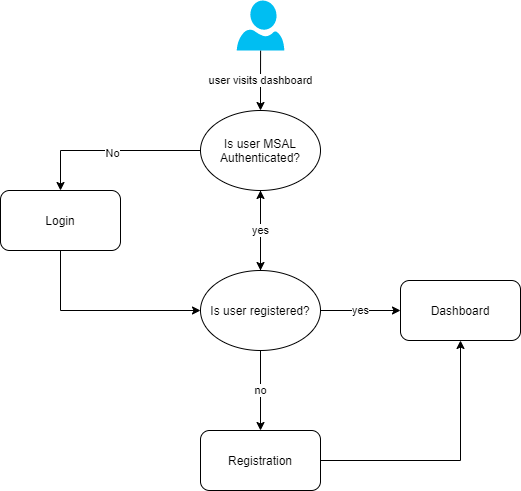 user visits dashboard
Is user MSAL
Authenticated?
No
Login
yes
Is user registered?
yes
Dashboard
no
Registration